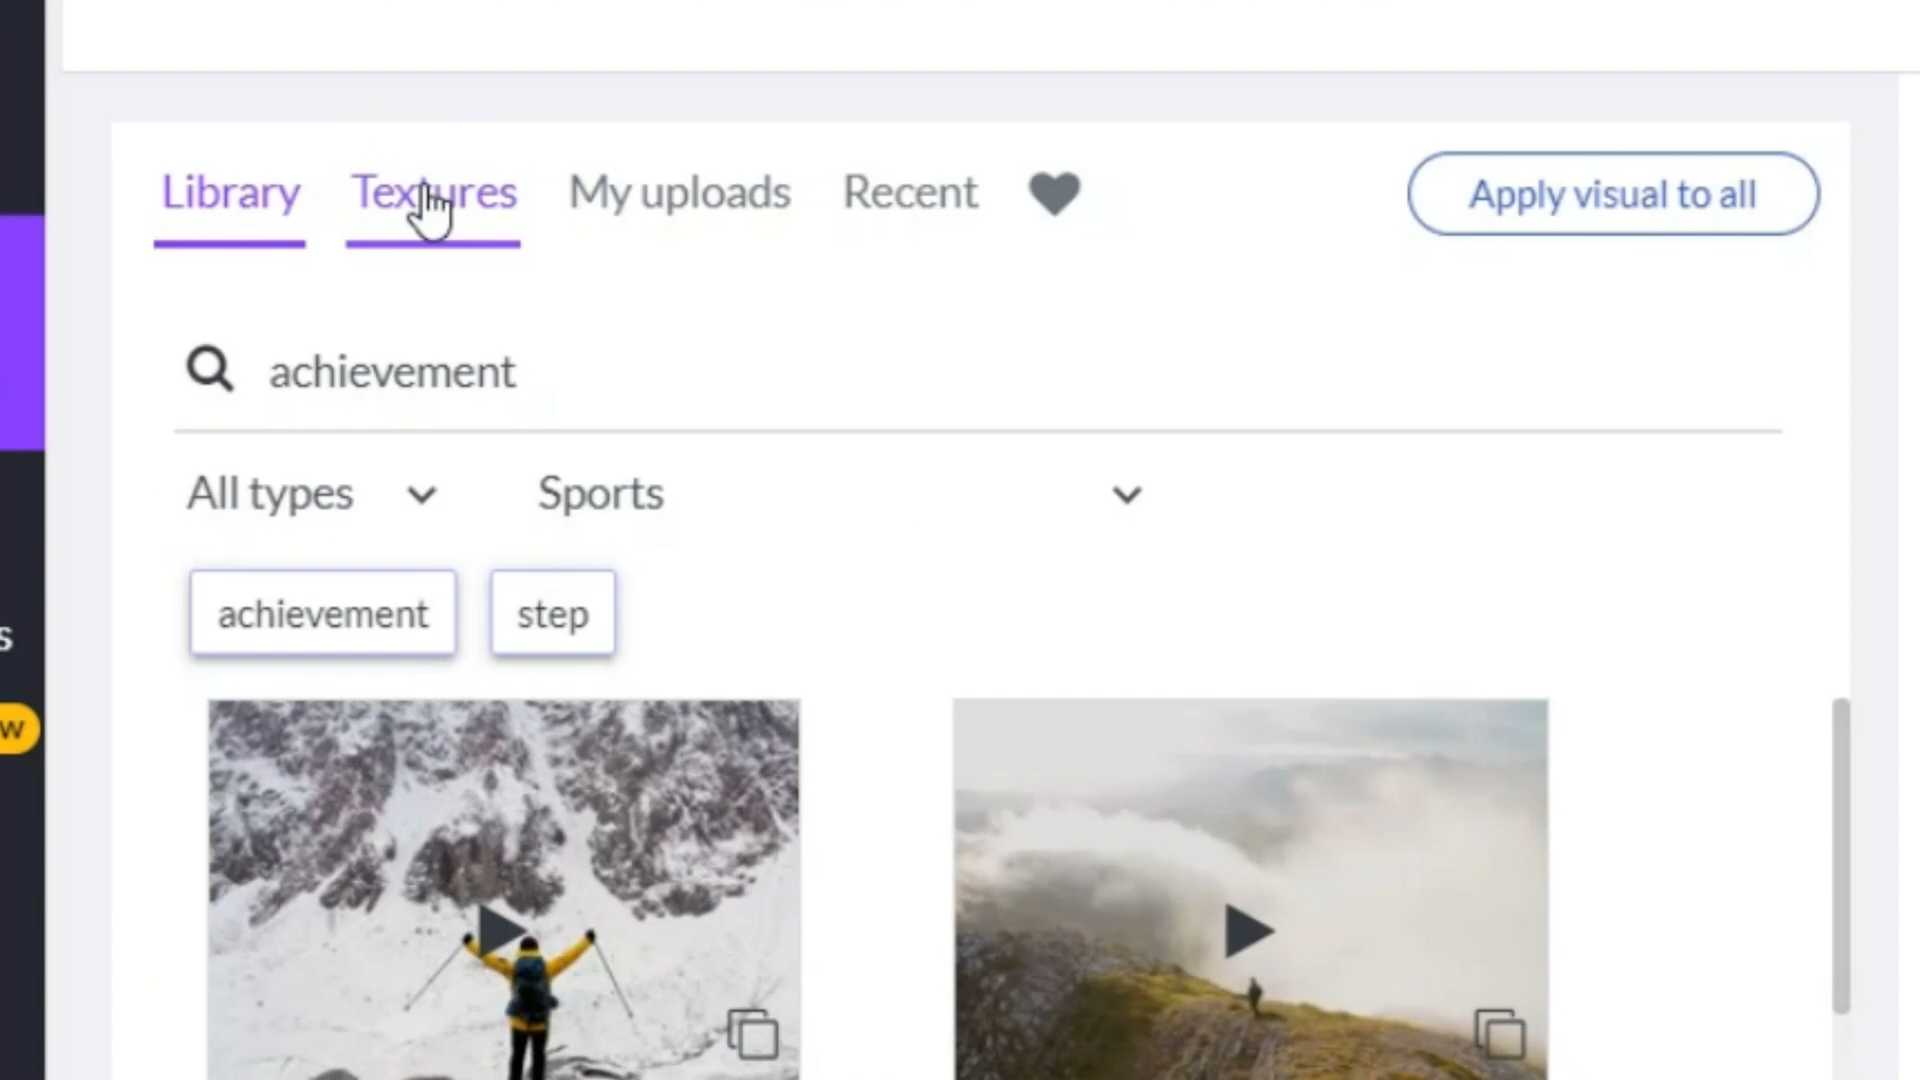 Library Textures My uploads Recent Apply visual to all
achievement
All types Sports
achievement step
s
w